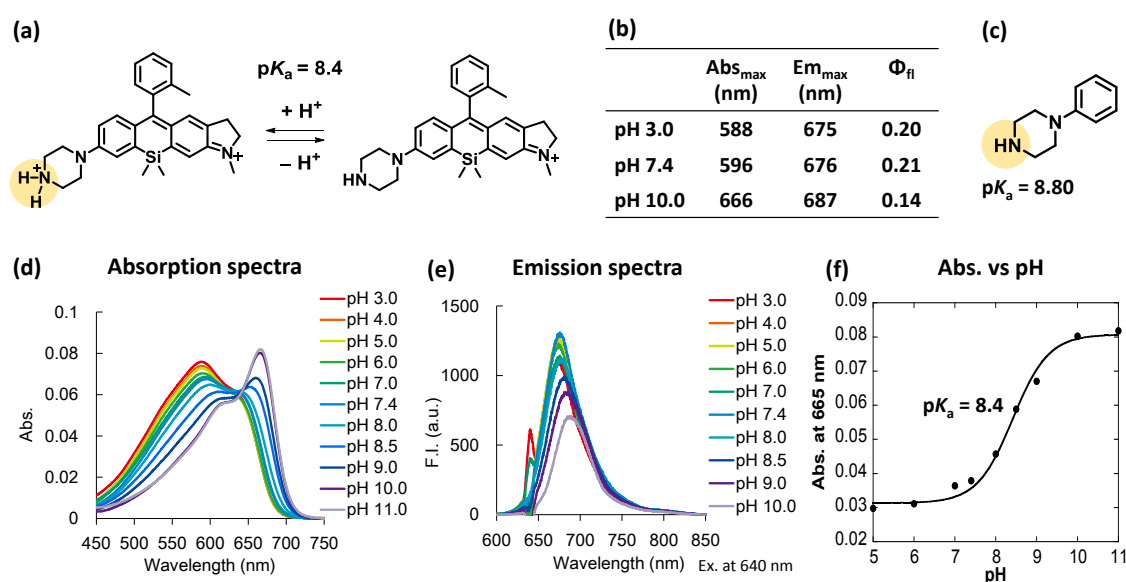 (a)
pKa = 8.4
+ H+
– H+
Si
N
N+
H
+
H–N
H
Si
N
HN
N+
(b)
Absmax (nm)
Emmax (nm)
Φfl
pH 3.0 588 675 0.20
pH 7.4 596 676 0.21
pH 10.0 666 687 0.14
(c)
N
HN
pKa = 8.80
(d) Absorption spectra
Abs.
0.1
0.08
0.06
0.04
0.02
0
450 500 550 600 650 700 750
Wavelength (nm)
pH 3.0
pH 4.0
pH 5.0
pH 6.0
pH 7.0
pH 7.4
pH 8.0
pH 8.5
pH 9.0
pH 10.0
pH 11.0
(e) Emission spectra
F.I. (a.u.)
1500
1000
500
0
600 650 700 750 800 850
Wavelength (nm)
Ex. at 640 nm
pH 3.0
pH 4.0
pH 5.0
pH 6.0
pH 7.0
pH 7.4
pH 8.0
pH 8.5
pH 9.0
pH 10.0
(f) Abs. vs pH
Abs. at 665 nm
0.09
0.08
0.07
0.06
0.05
0.04
0.03
0.02
pKa = 8.4
5 6 7 8 9 10 11
pH